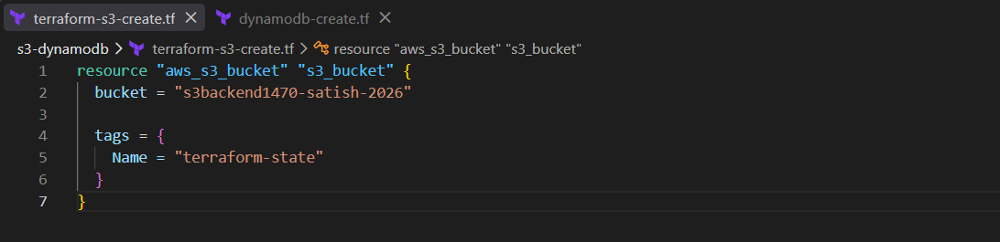 terraform-s3-create.tf dynamodb-create.tf
s3-dynamodb > terraform-s3-create.tf > resource "aws_s3_bucket" "s3_bucket"
1 resource "aws_s3_bucket" "s3_bucket" {
2   bucket = "s3backend1470-satish-2026"
3
4   tags = {
5     Name = "terraform-state"
6   }
7 }